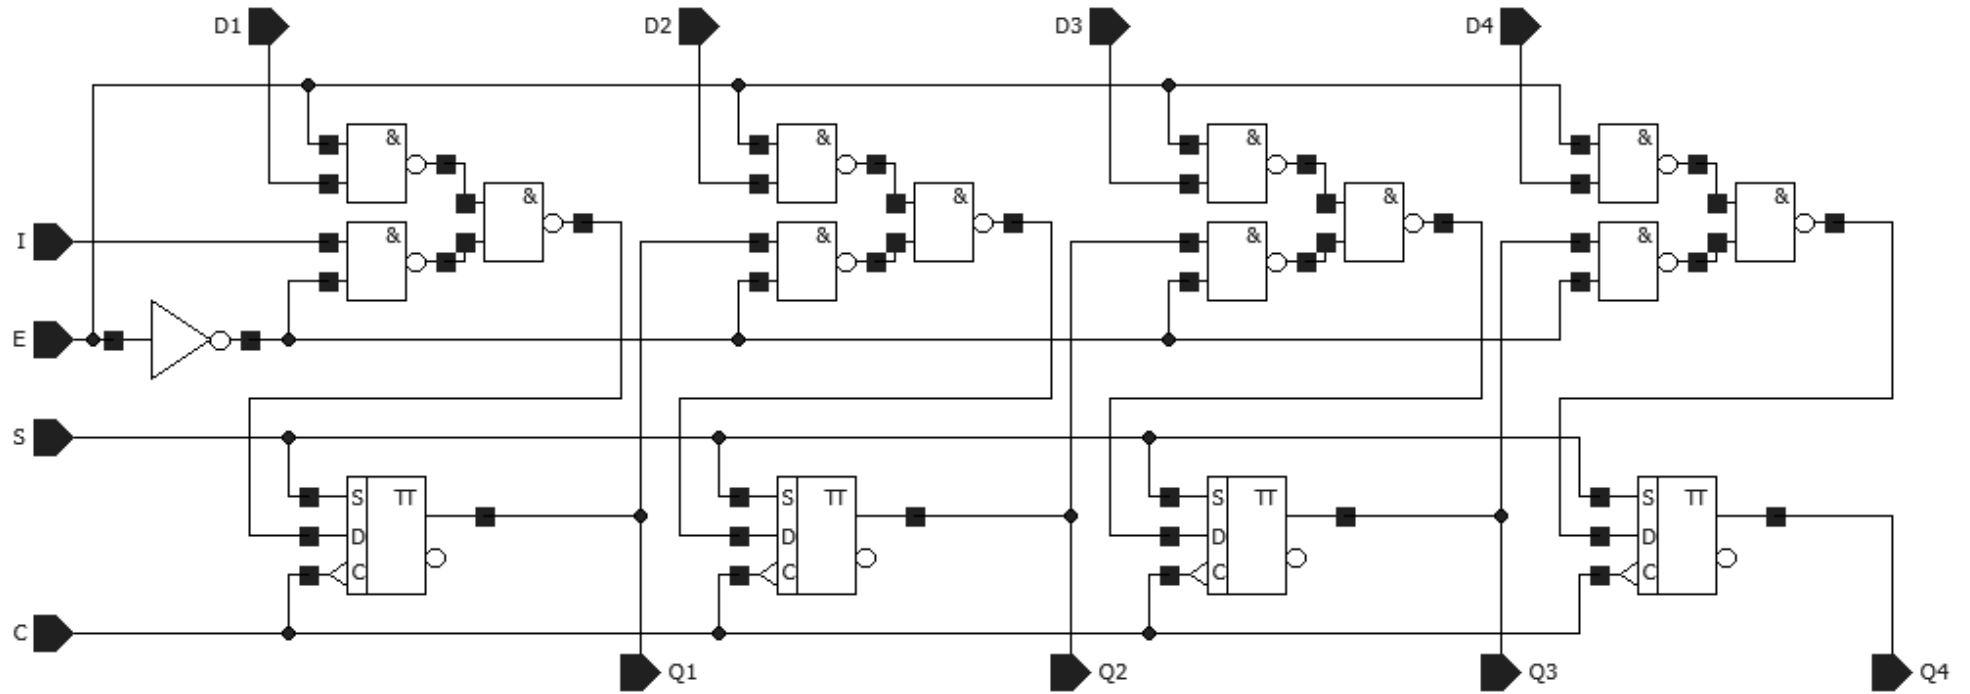 D1 D2 D3 D4
& & & &
& & & &
I & & & &
E
S
S TT S TT S TT S TT
D D D D
C C C C
C
Q1 Q2 Q3 Q4